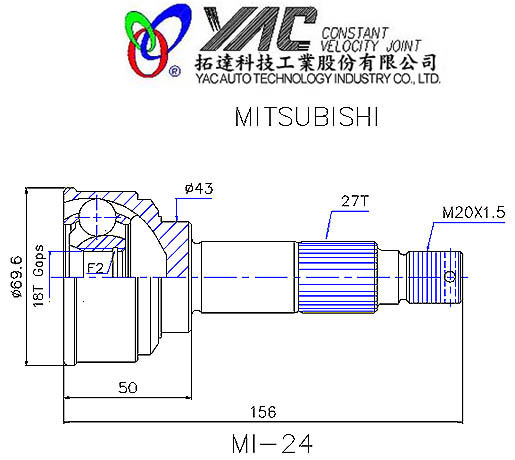 YAC CONSTANT
VELOCITY JOINT
®
拓達科技工業股份有限公司
YAC AUTO TECHNOLOGY INDUSTRY CO., LTD.
MITSUBISHI
ø43
27T
M20X1.5
ø69.6
18T Gaps
F2
50
156
MI-24